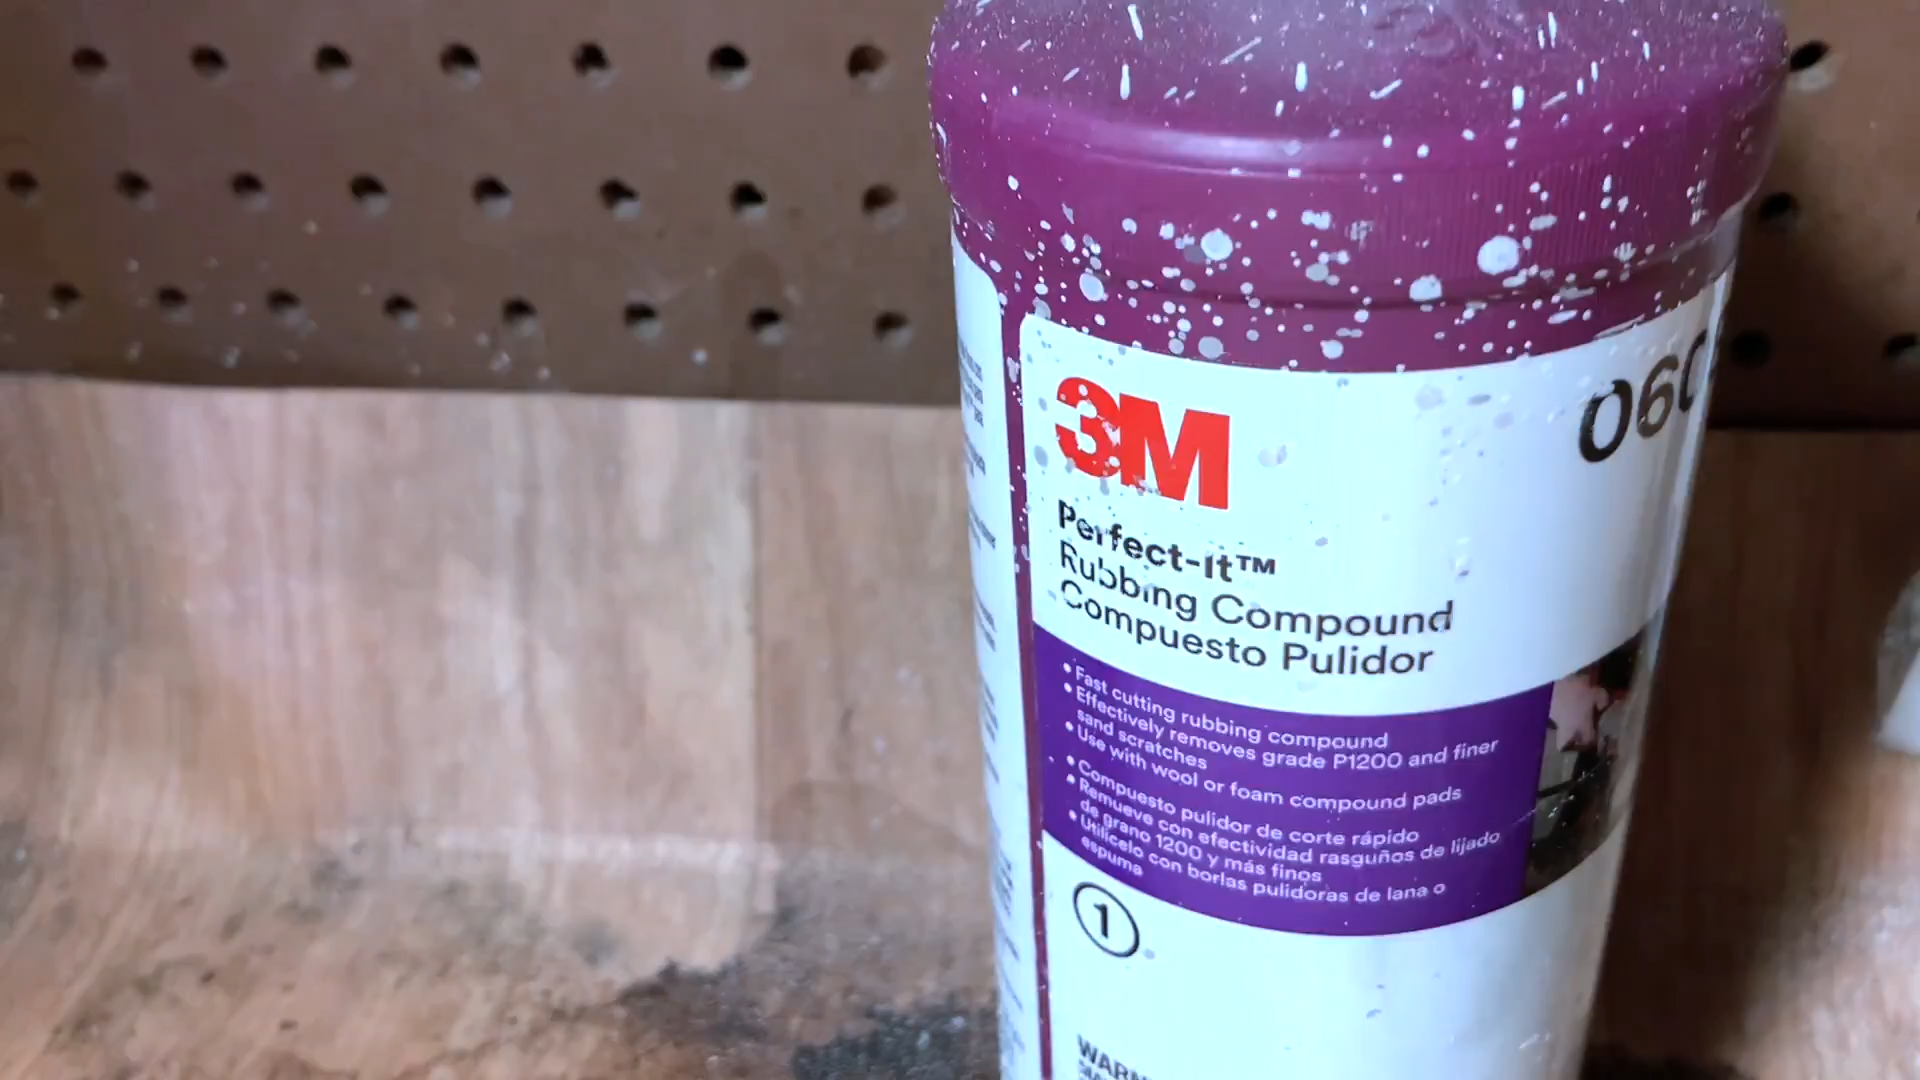 3M
060
Perfect-It™
Rubbing Compound
Compuesto Pulidor
• Fast cutting rubbing compound
• Effectively removes grade P1200 and finer
sand scratches
• Use with wool or foam compound pads
• Compuesto pulidor de corte rápido
• Remueve con efectividad rasguños de lijado
de grano 1200 y más finos
• Utilícelo con borlas pulidoras de lana o
espuma
1